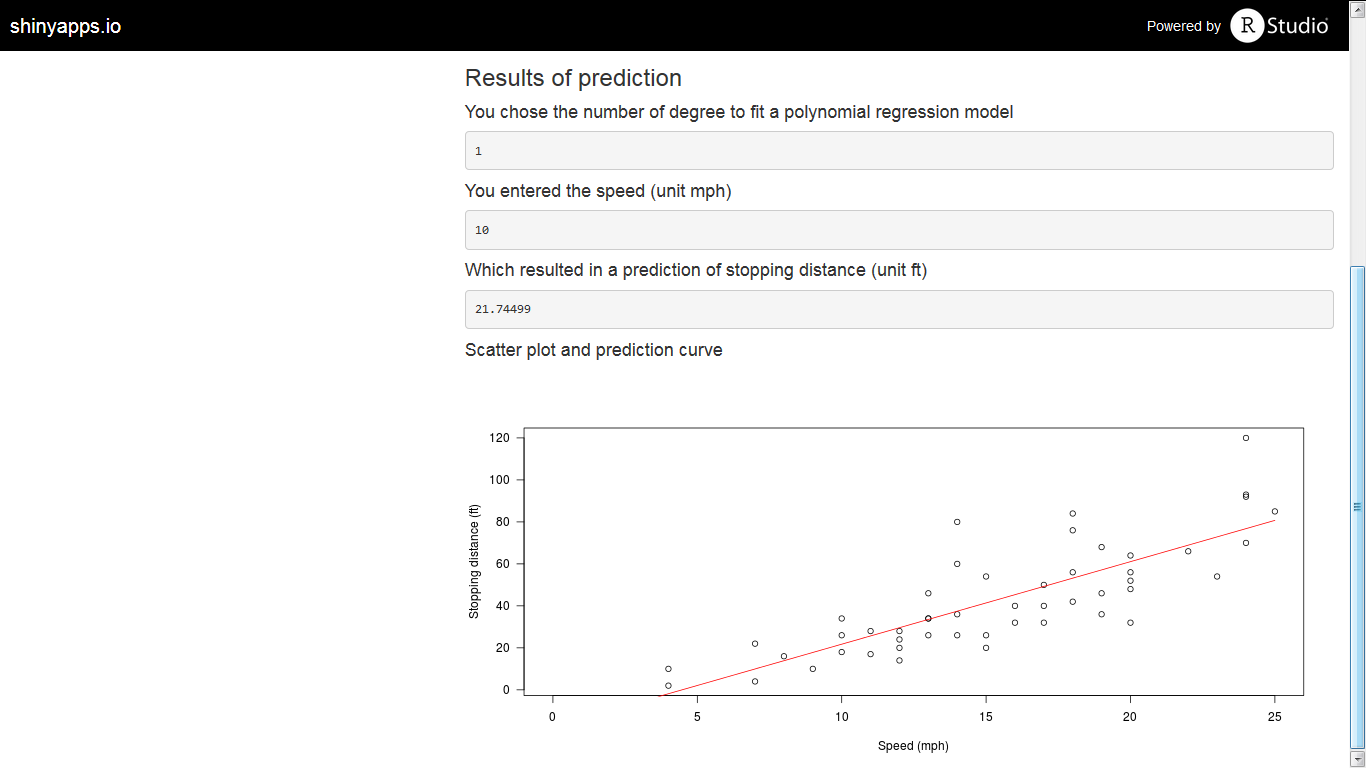 shinyapps.io
Powered by R Studio
Results of prediction
You chose the number of degree to fit a polynomial regression model
1
You entered the speed (unit mph)
10
Which resulted in a prediction of stopping distance (unit ft)
21.74499
Scatter plot and prediction curve
120
100
80
60
40
20
0
Stopping distance (ft)
0 5 10 15 20 25
Speed (mph)